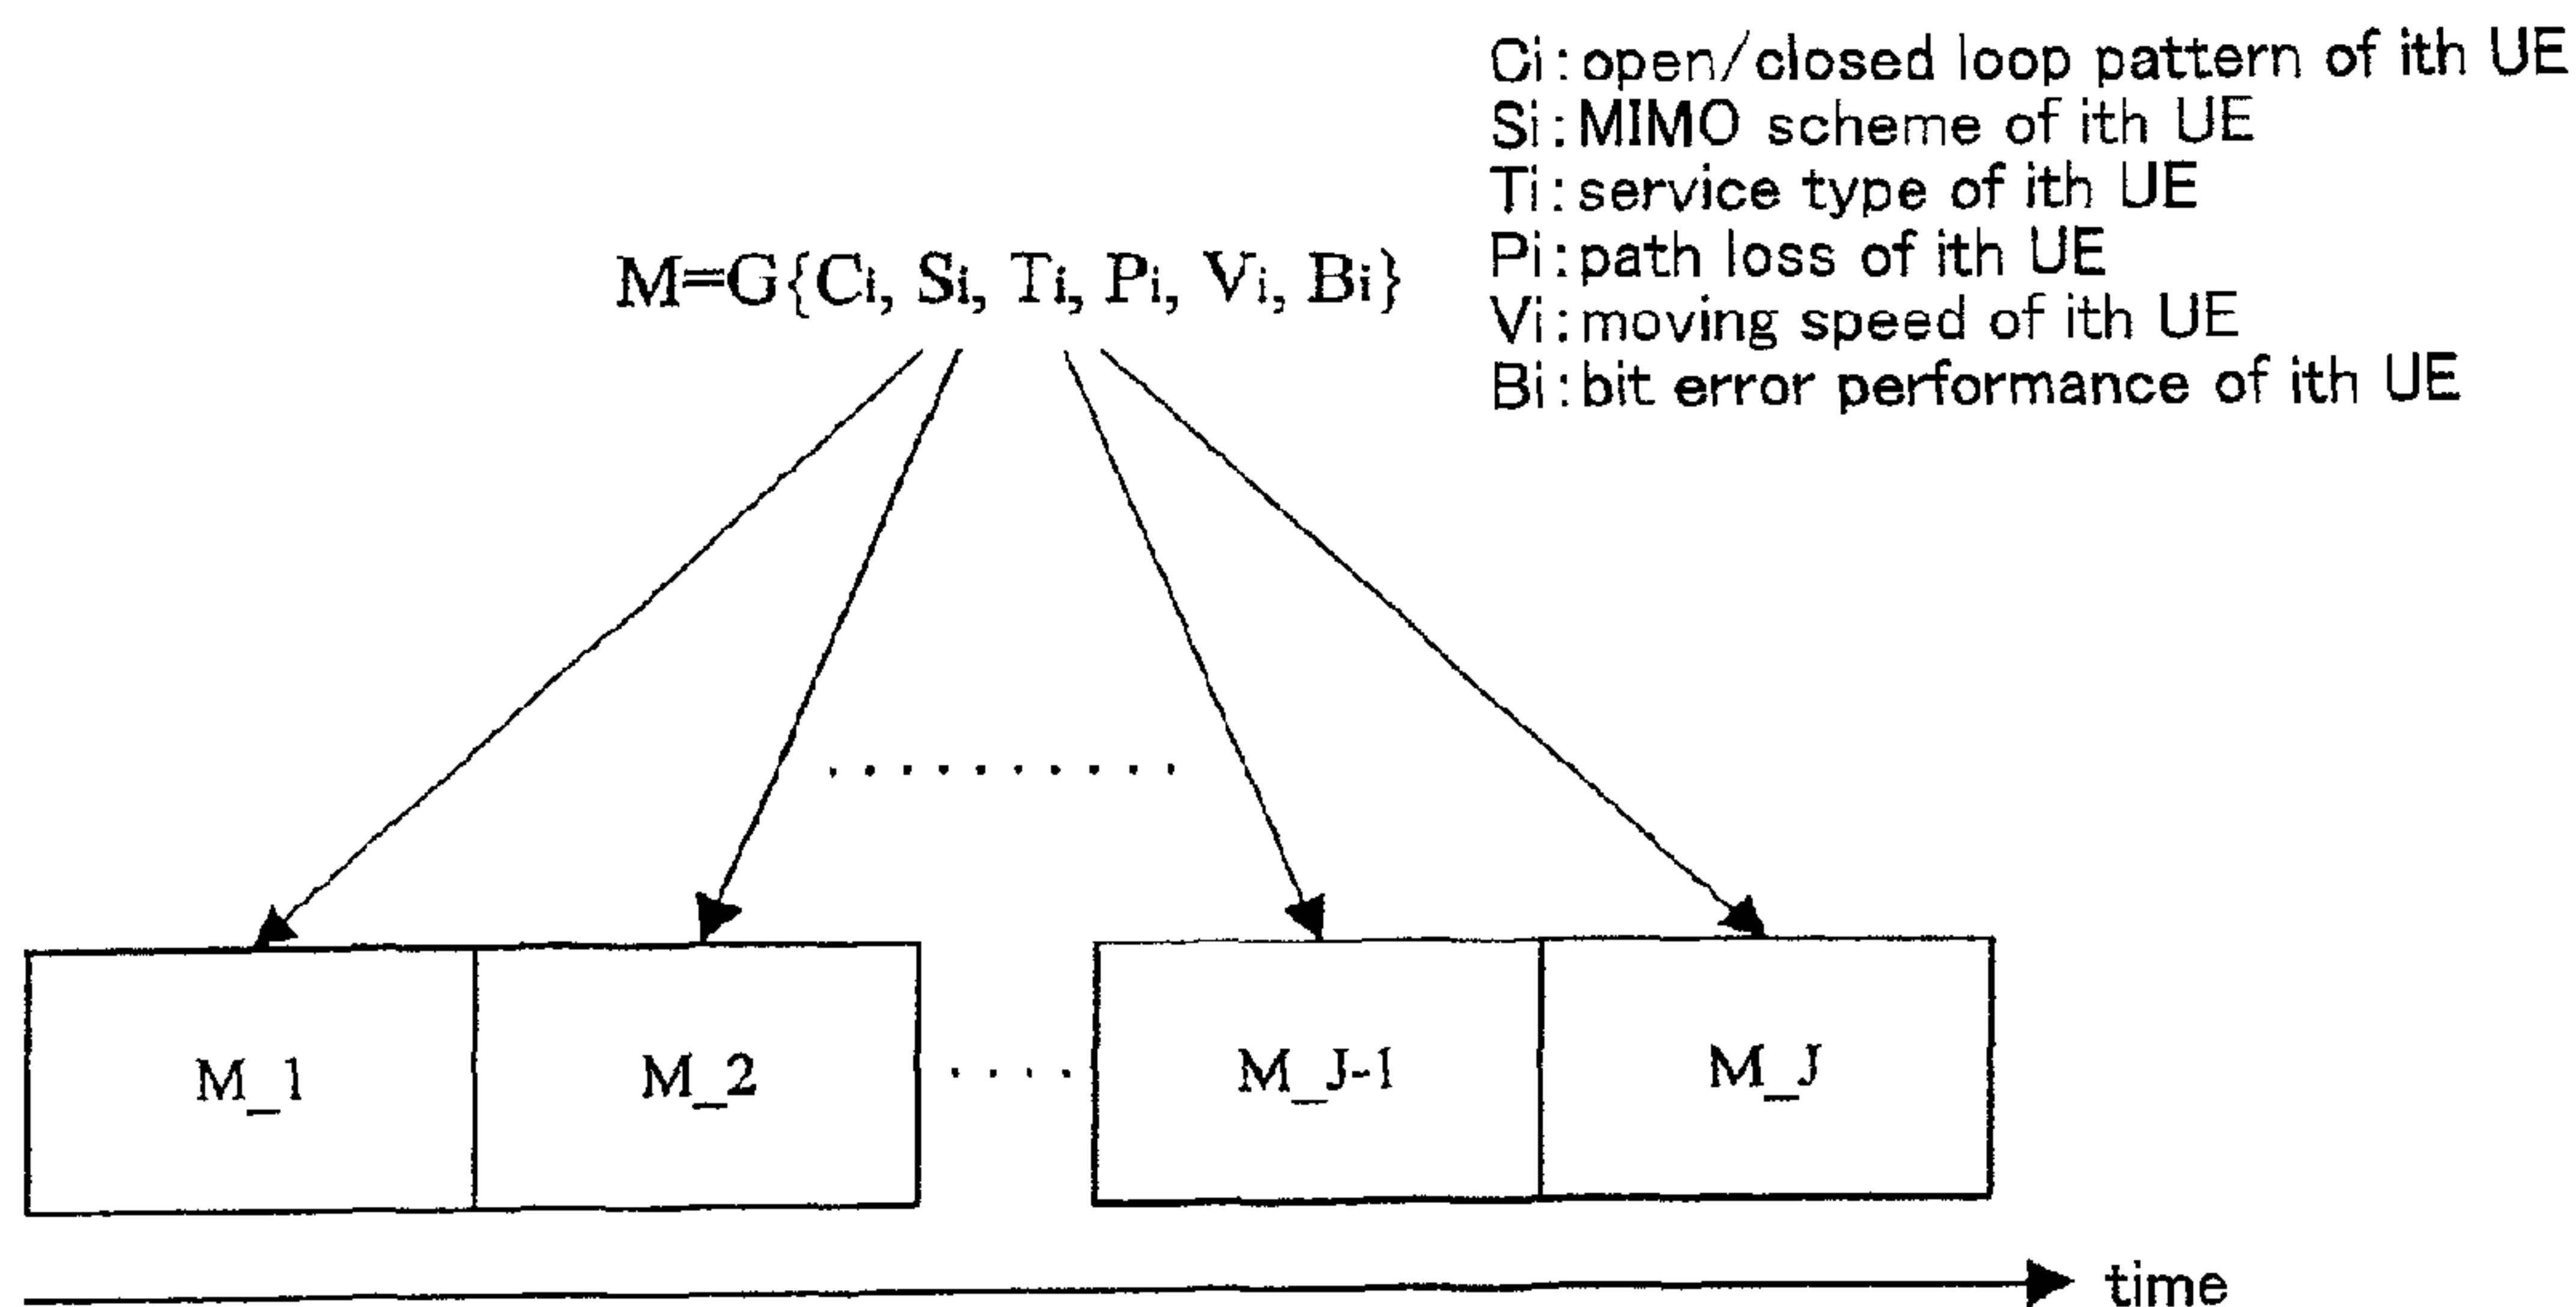 Ci:open/closed loop pattern of ith UE
Si:MIMO scheme of ith UE
Ti:service type of ith UE
Pi:path loss of ith UE
Vi:moving speed of ith UE
Bi:bit error performance of ith UE
M=G{Ci, Si, Ti, Pi, Vi, Bi}
M_1
M_2
M_J-1
M_J
time